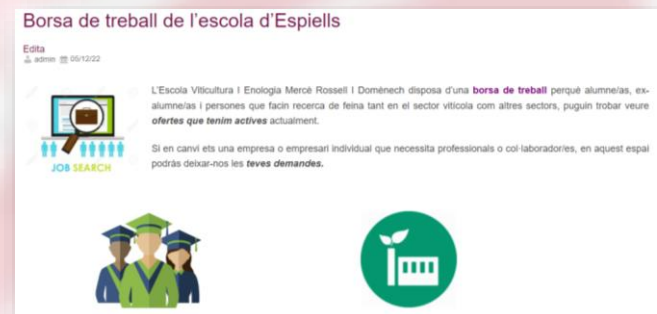 Borsa de treball de l'escola d'Espiells
Edita
admin 05/12/22
L'Escola Viticultura I Enologia Mercè Rossell I Domènech disposa d'una borsa de treball perquè alumne/as, ex-
alumne/as i persones que facin recerca de feina tant en el sector vitícola com altres sectors, puguin trobar veure
ofertes que tenim actives actualment.
Si en canvi ets una empresa o empresari individual que necessita professionals o col·laborador/es, en aquest espai
podràs deixar-nos les teves demandes.
JOB SEARCH